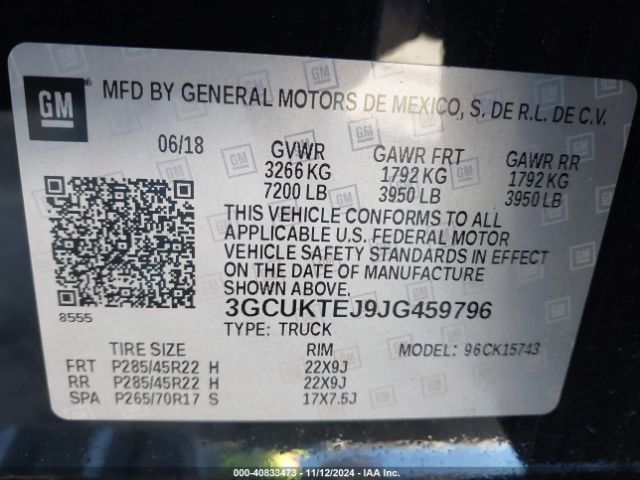 GM
MFD BY GENERAL MOTORS DE MEXICO, S. DE R.L. DE C.V.
06/18
GVWR GAWR FRT GAWR RR
3266 KG 1792 KG 1792 KG
7200 LB 3950 LB 3950 LB
THIS VEHICLE CONFORMS TO ALL
APPLICABLE U.S. FEDERAL MOTOR
VEHICLE SAFETY STANDARDS IN EFFECT
ON THE DATE OF MANUFACTURE
SHOWN ABOVE.
8555
3GCUKTEJ9JG459796
TYPE: TRUCK
TIRE SIZE RIM MODEL: 96CK15743
FRT P285/45R22 H 22X9J
RR P285/45R22 H 22X9J
SPA P265/70R17 S 17X7.5J
000-40833473 - 11/12/2024 - IAA Inc.